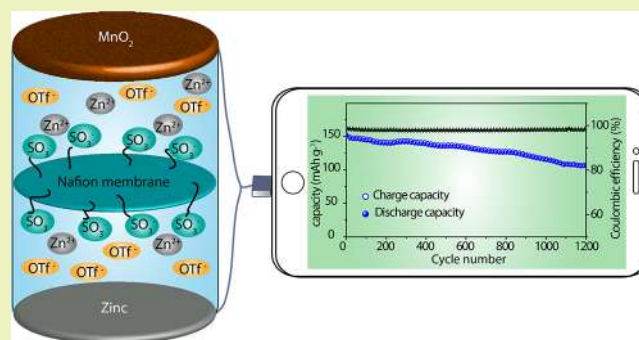 MnO₂
Zn²⁺
OTf⁻
Zn²⁺
OTf⁻
OTf⁻
Zn²⁺
Zn²⁺
SO₃⁻
SO₃⁻
SO₃⁻
SO₃⁻
Nafion membrane
SO₃⁻
SO₃⁻
SO₃⁻
SO₃⁻
Zn²⁺
OTf⁻
Zn²⁺
OTf⁻
OTf⁻
OTf⁻
Zinc
capacity (mAh g⁻¹)
150
125
100
75
50
0
0 200 400 600 800 1000 1200
Cycle number
Charge capacity
Discharge capacity
100
80
60
Coulombic efficiency (%)